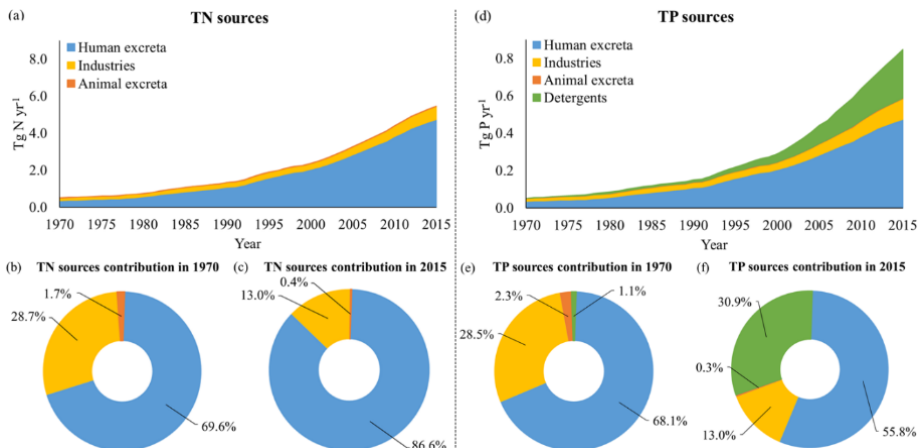 (a) TN sources
Human excreta
Industries
Animal excreta
8.0
6.0
4.0
2.0
0.0
Tg N yr-1
1970 1975 1980 1985 1990 1995 2000 2005 2010 2015
Year
(d) TP sources
Human excreta
Industries
Animal excreta
Detergents
0.8
0.6
0.4
0.2
0.0
Tg P yr-1
1970 1975 1980 1985 1990 1995 2000 2005 2010 2015
Year
(b) TN sources contribution in 1970
1.7%
28.7%
69.6%
(c) TN sources contribution in 2015
0.4%
13.0%
86.6%
(e) TP sources contribution in 1970
2.3%
1.1%
28.5%
68.1%
(f) TP sources contribution in 2015
30.9%
0.3%
13.0%
55.8%